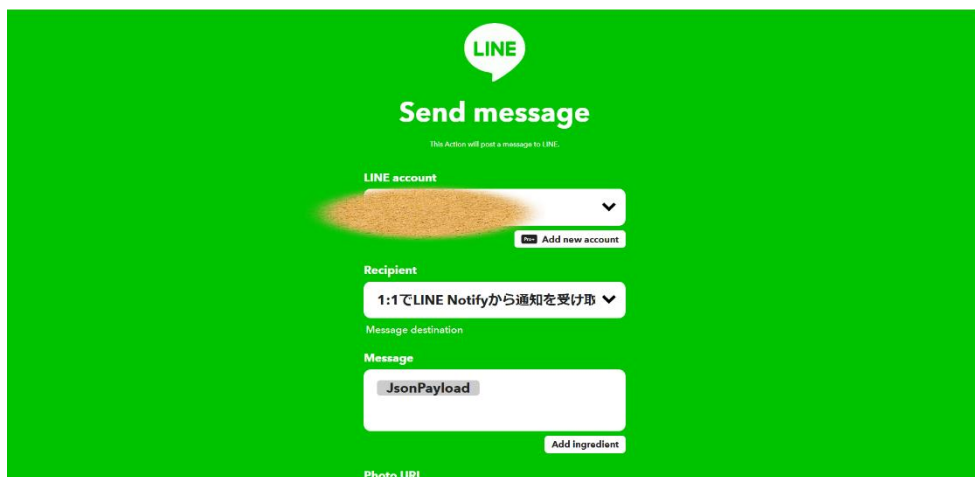 LINE
Send message
This Action will post a message to LINE.
LINE account
Pro+ Add new account
Recipient
1:1でLINE Notifyから通知を受け取
Message destination
Message
JsonPayload
Add ingredient
Photo URL